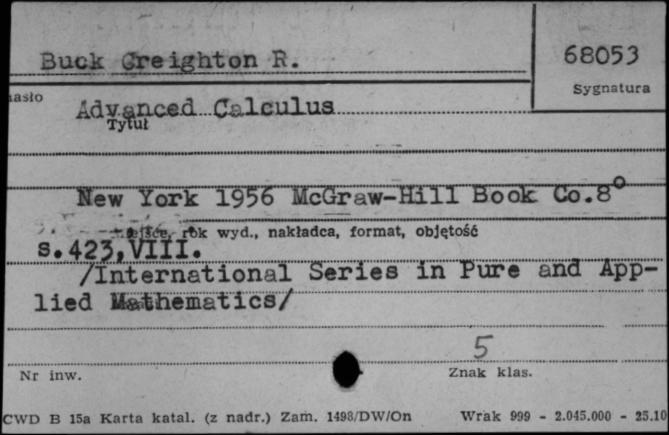 Buck Creighton R.
68053
Sygnatura
hasło
Advanced Calculus
Tytuł
New York 1956 McGraw-Hill Book Co.8°
rok wyd., nakładca, format, objętość
s.423,VIII.
/International Series in Pure and App-
lied Mathematics/
5
Nr inw.
Znak klas.
CWD B 15a Karta katal. (z nadr.) Zam. 1498/DW/On
Wrak 999 - 2.045.000 - 25.10